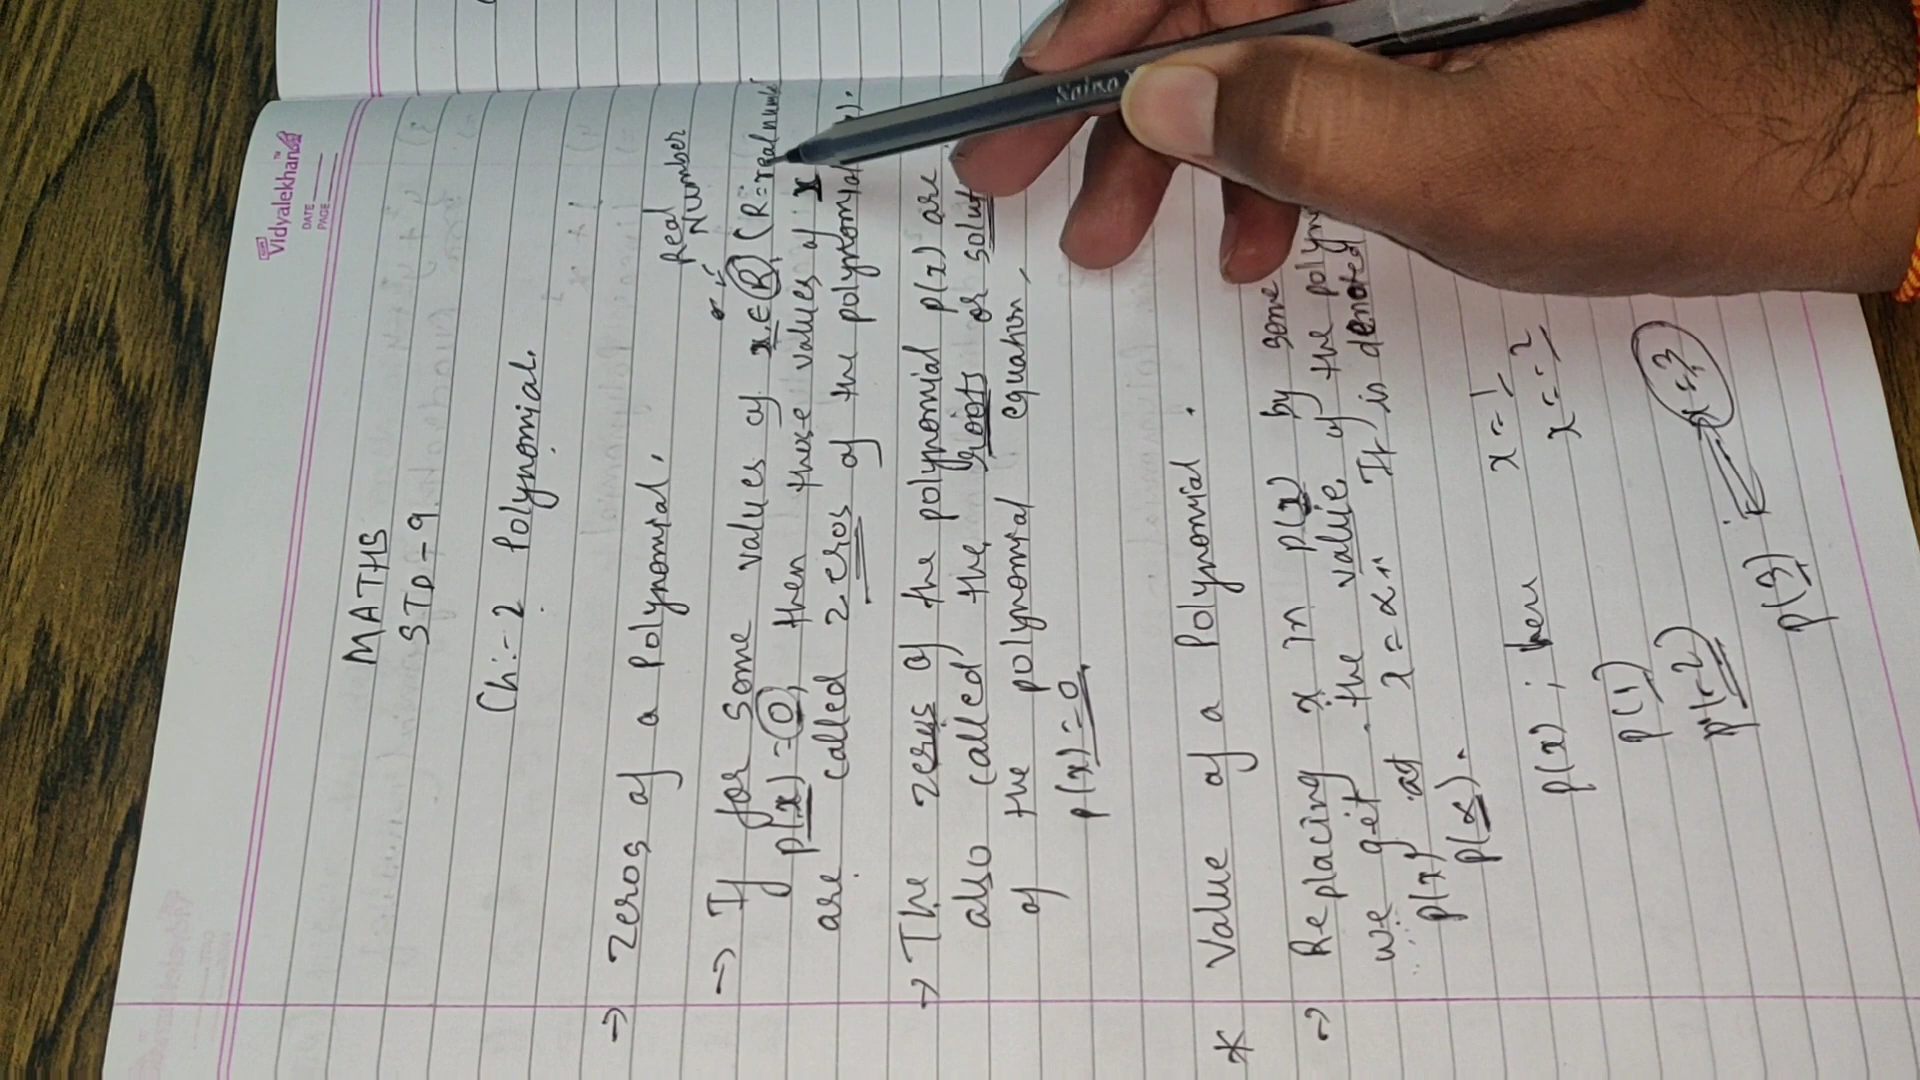 Vidyalekhan
DATE
PAGE
MATHS
STD - 9.
Ch:- 2 Polynomial.
→ Zeros of a Polynomial.
Real
Number
→ If for some values of x ∈ R, (R = real num
p(x) = 0, then these values of x
are called zeros of the polynomial
→ The zeros of the polynomial p(x) are
also called the roots or solut
of the polynomial equation,
p(x) = 0.
* Value of a Polynomial.
→ Replacing x in p(x) by some
we get the value of the polyn
p(x) at x = α" It is denoted
p(α).
p(x) ; here x = 1
x = -2
p(1)
p(-2)
x = 3
p(3)